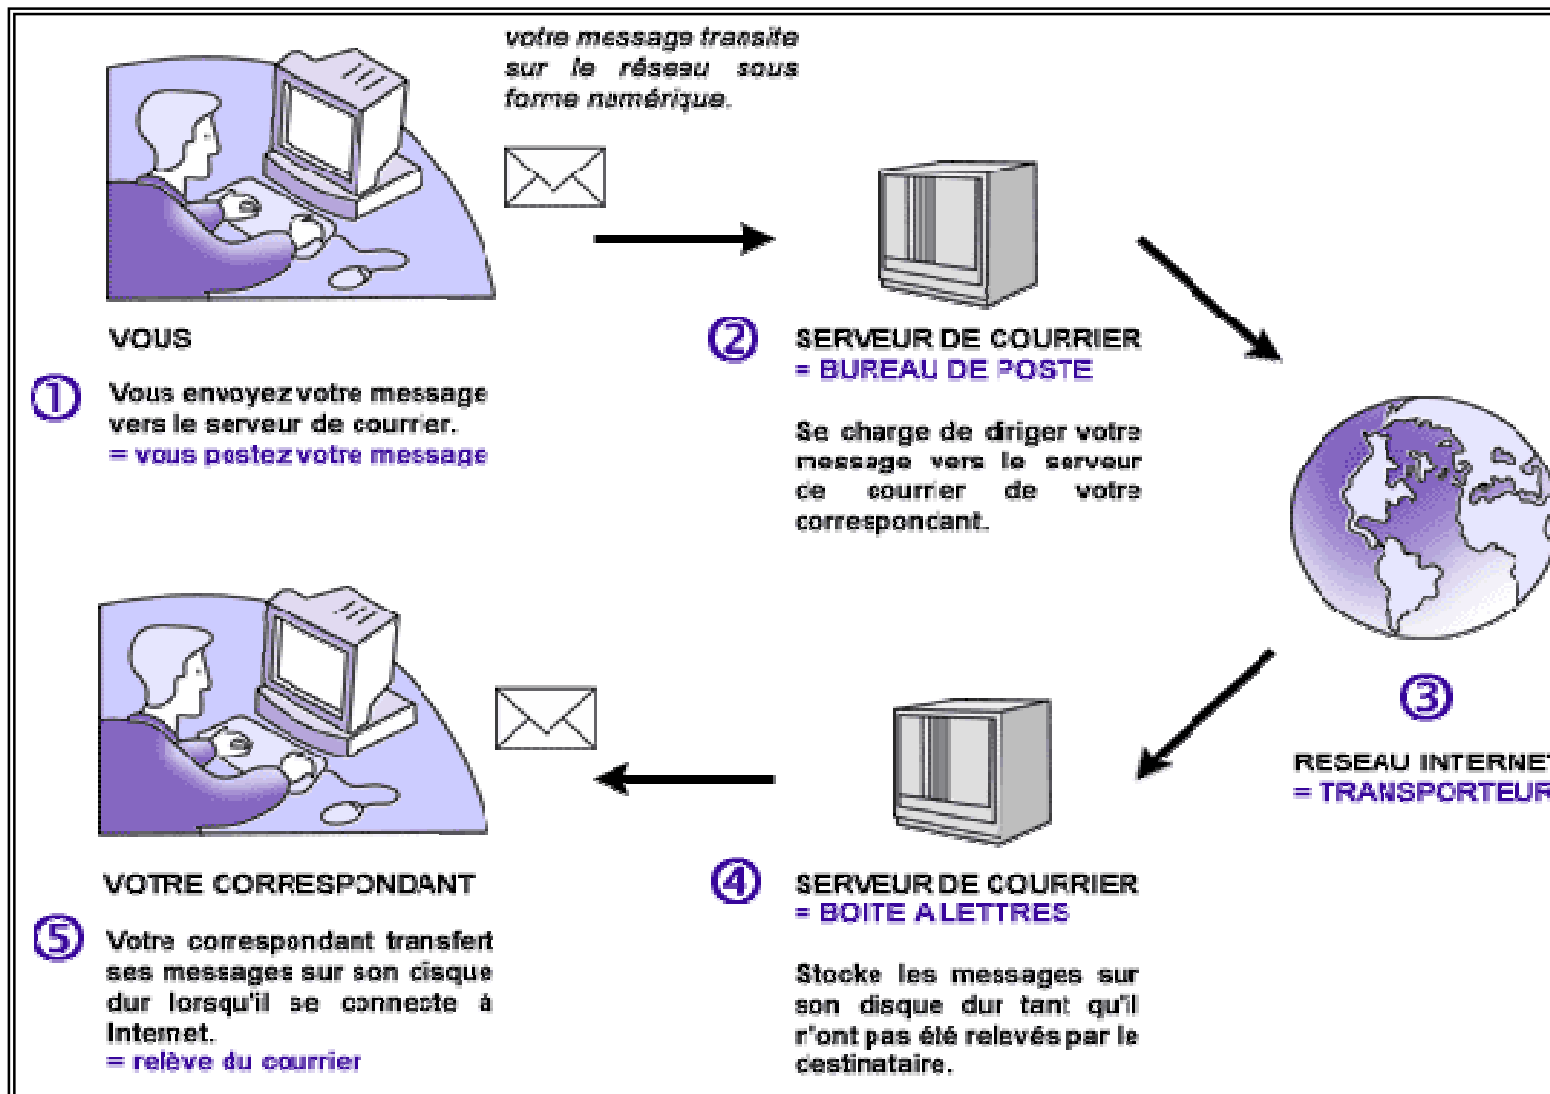 votre message transite
sur le réseau sous
forme numérique.
VOUS
① Vous envoyez votre message
vers le serveur de courrier.
= vous postez votre message
② SERVEUR DE COURRIER
= BUREAU DE POSTE
Se charge de diriger votre
message vers le serveur
de courrier de votre
correspondant.
③
RESEAU INTERNET
= TRANSPORTEUR
④ SERVEUR DE COURRIER
= BOITE A LETTRES
Stocke les messages sur
son disque dur tant qu'il
n'ont pas été relevés par le
destinataire.
VOTRE CORRESPONDANT
⑤ Votre correspondant transfert
ses messages sur son disque
dur lorsqu'il se connecte à
Internet.
= relève du courrier